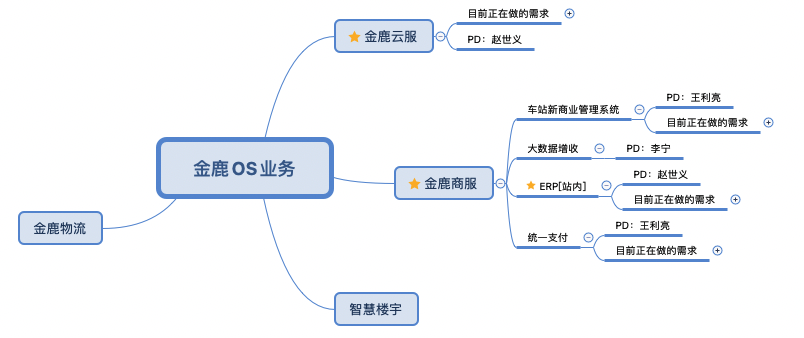 金鹿OS业务
金鹿云服
目前正在做的需求
PD：赵世义
金鹿商服
车站新商业管理系统
PD：王利亮
目前正在做的需求
大数据增收
PD：李宁
ERP[站内]
PD：赵世义
目前正在做的需求
统一支付
PD：王利亮
目前正在做的需求
智慧楼宇
金鹿物流